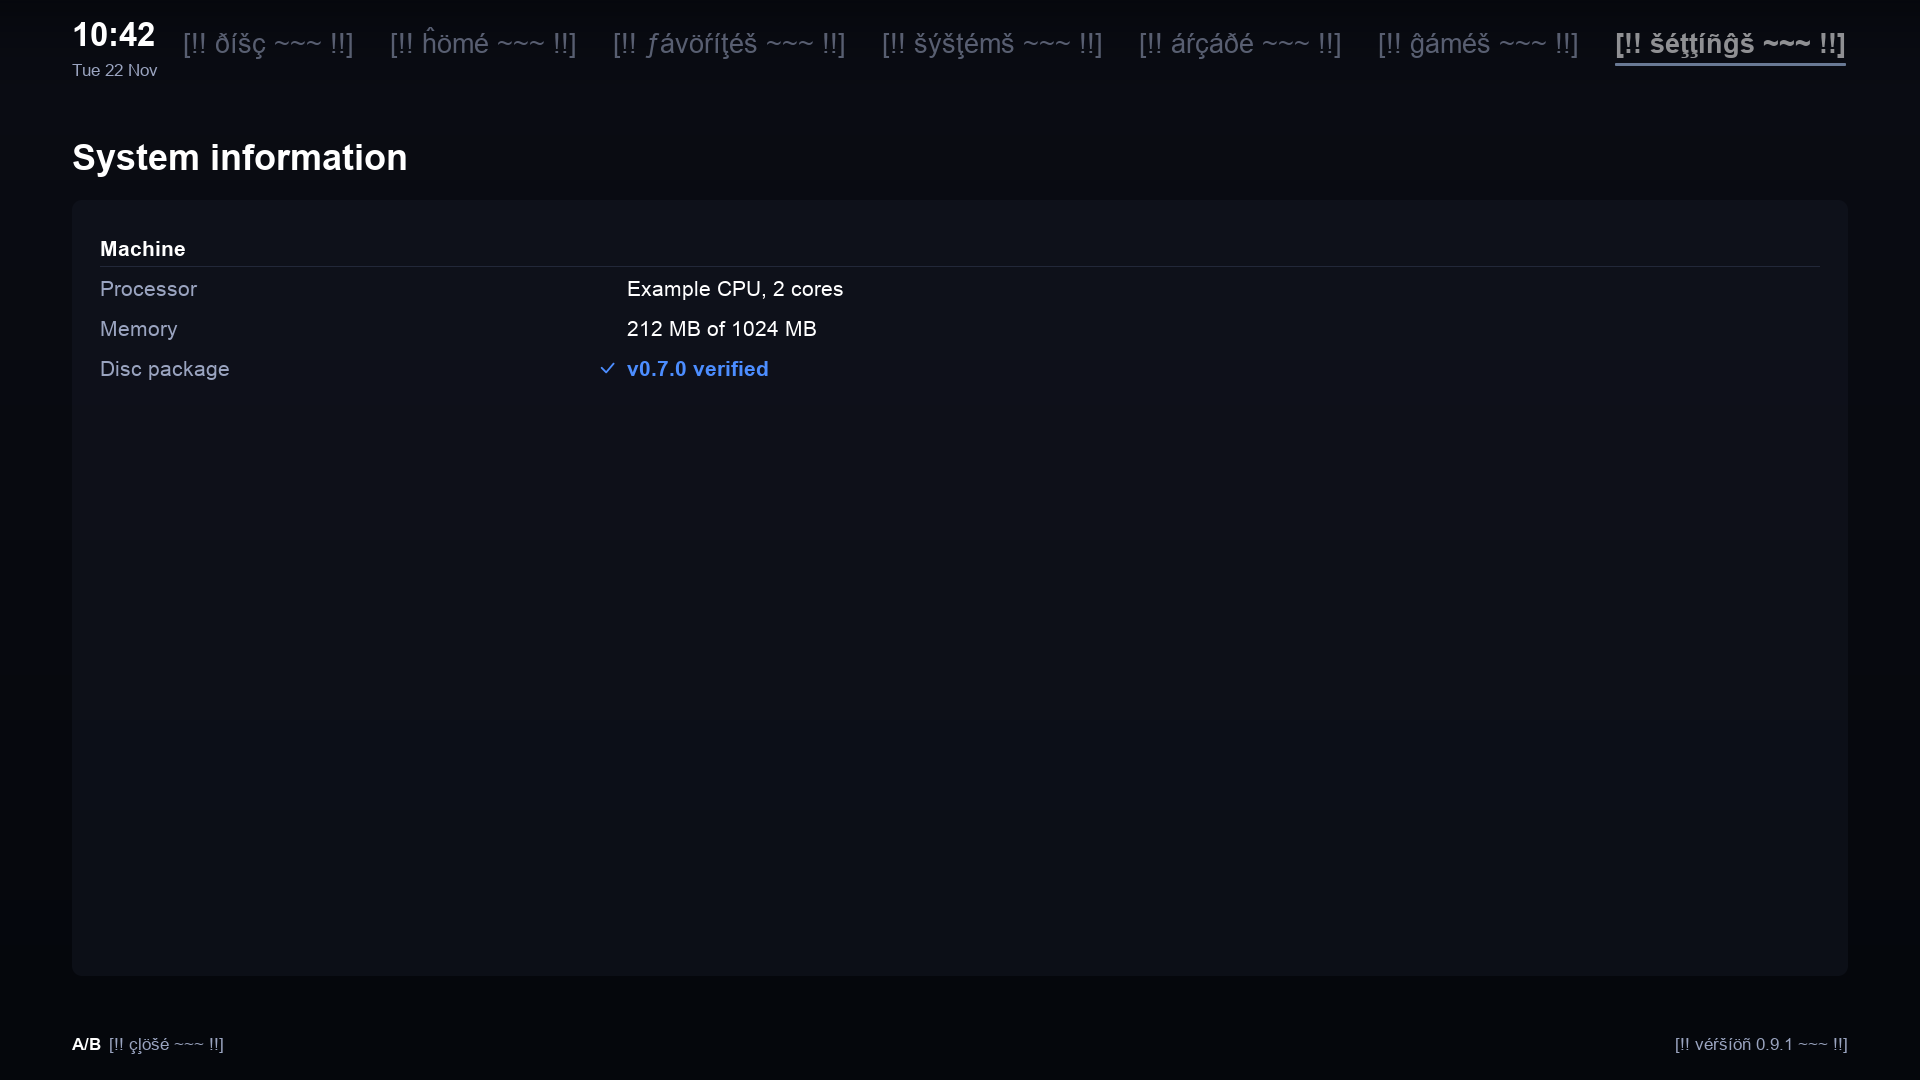 10:42
Tue 22 Nov
[!! ðíšç ~~~ !!] [!! ĥömé ~~~ !!] [!! ƒávöŕíţéš ~~~ !!] [!! šýšţémš ~~~ !!] [!! áŕçáðé ~~~ !!] [!! ĝáméš ~~~ !!] [!! šéţţíñĝš ~~~ !!]
System information
Machine
Processor Example CPU, 2 cores
Memory 212 MB of 1024 MB
Disc package ✓ v0.7.0 verified
A/B [!! çļöšé ~~~ !!] [!! véŕšíöñ 0.9.1 ~~~ !!]